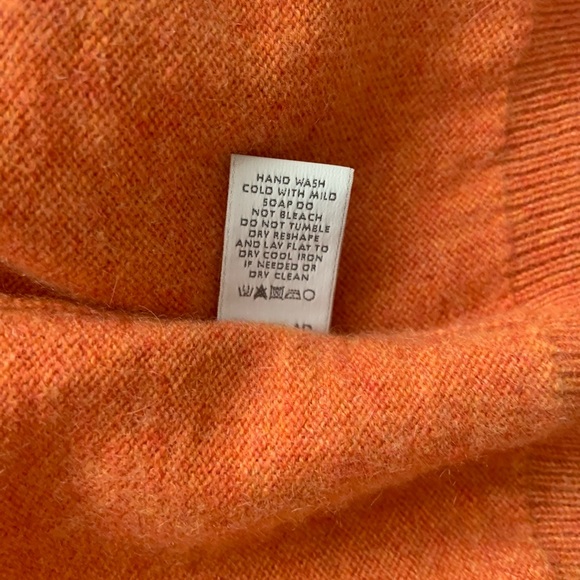 HAND WASH
COLD WITH MILD
SOAP DO
NOT BLEACH
DO NOT TUMBLE
DRY RESHAPE
AND LAY FLAT TO
DRY COOL IRON
IF NEEDED OR
DRY CLEAN